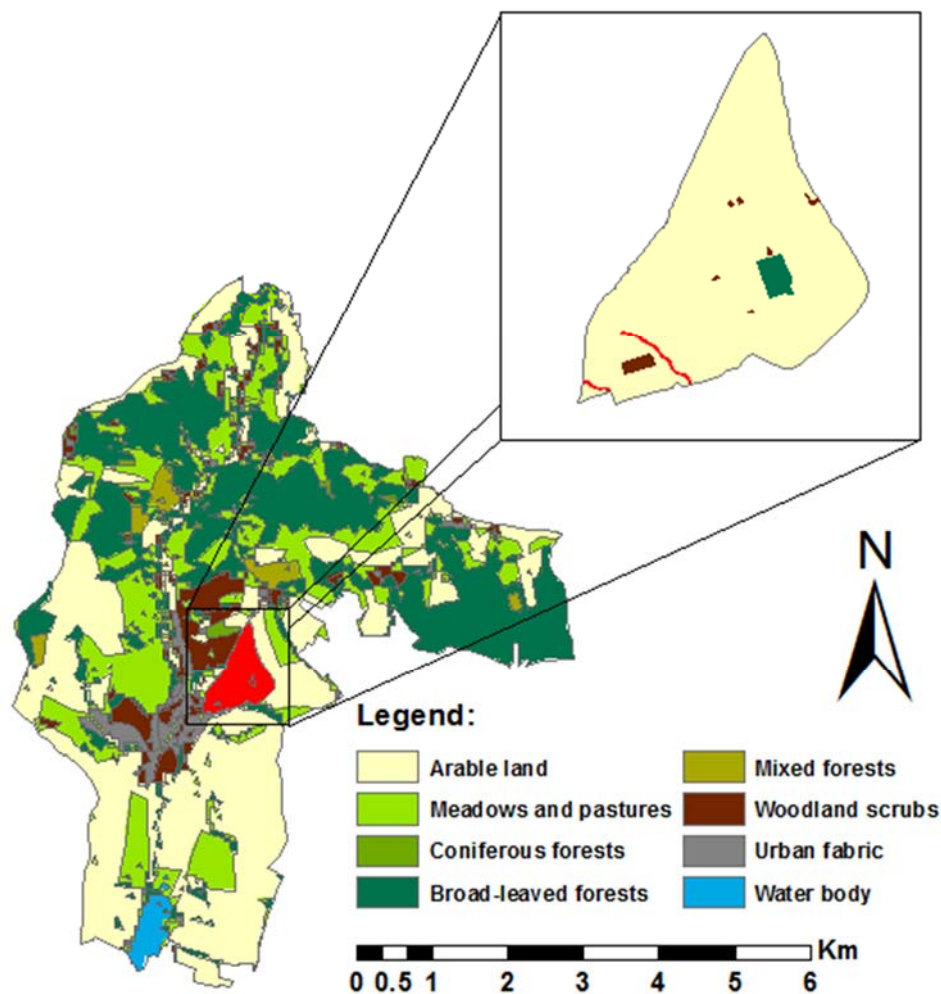 N
Legend:
Arable land
Mixed forests
Meadows and pastures
Woodland scrubs
Coniferous forests
Urban fabric
Broad-leaved forests
Water body
Km
0 0.5 1 2 3 4 5 6